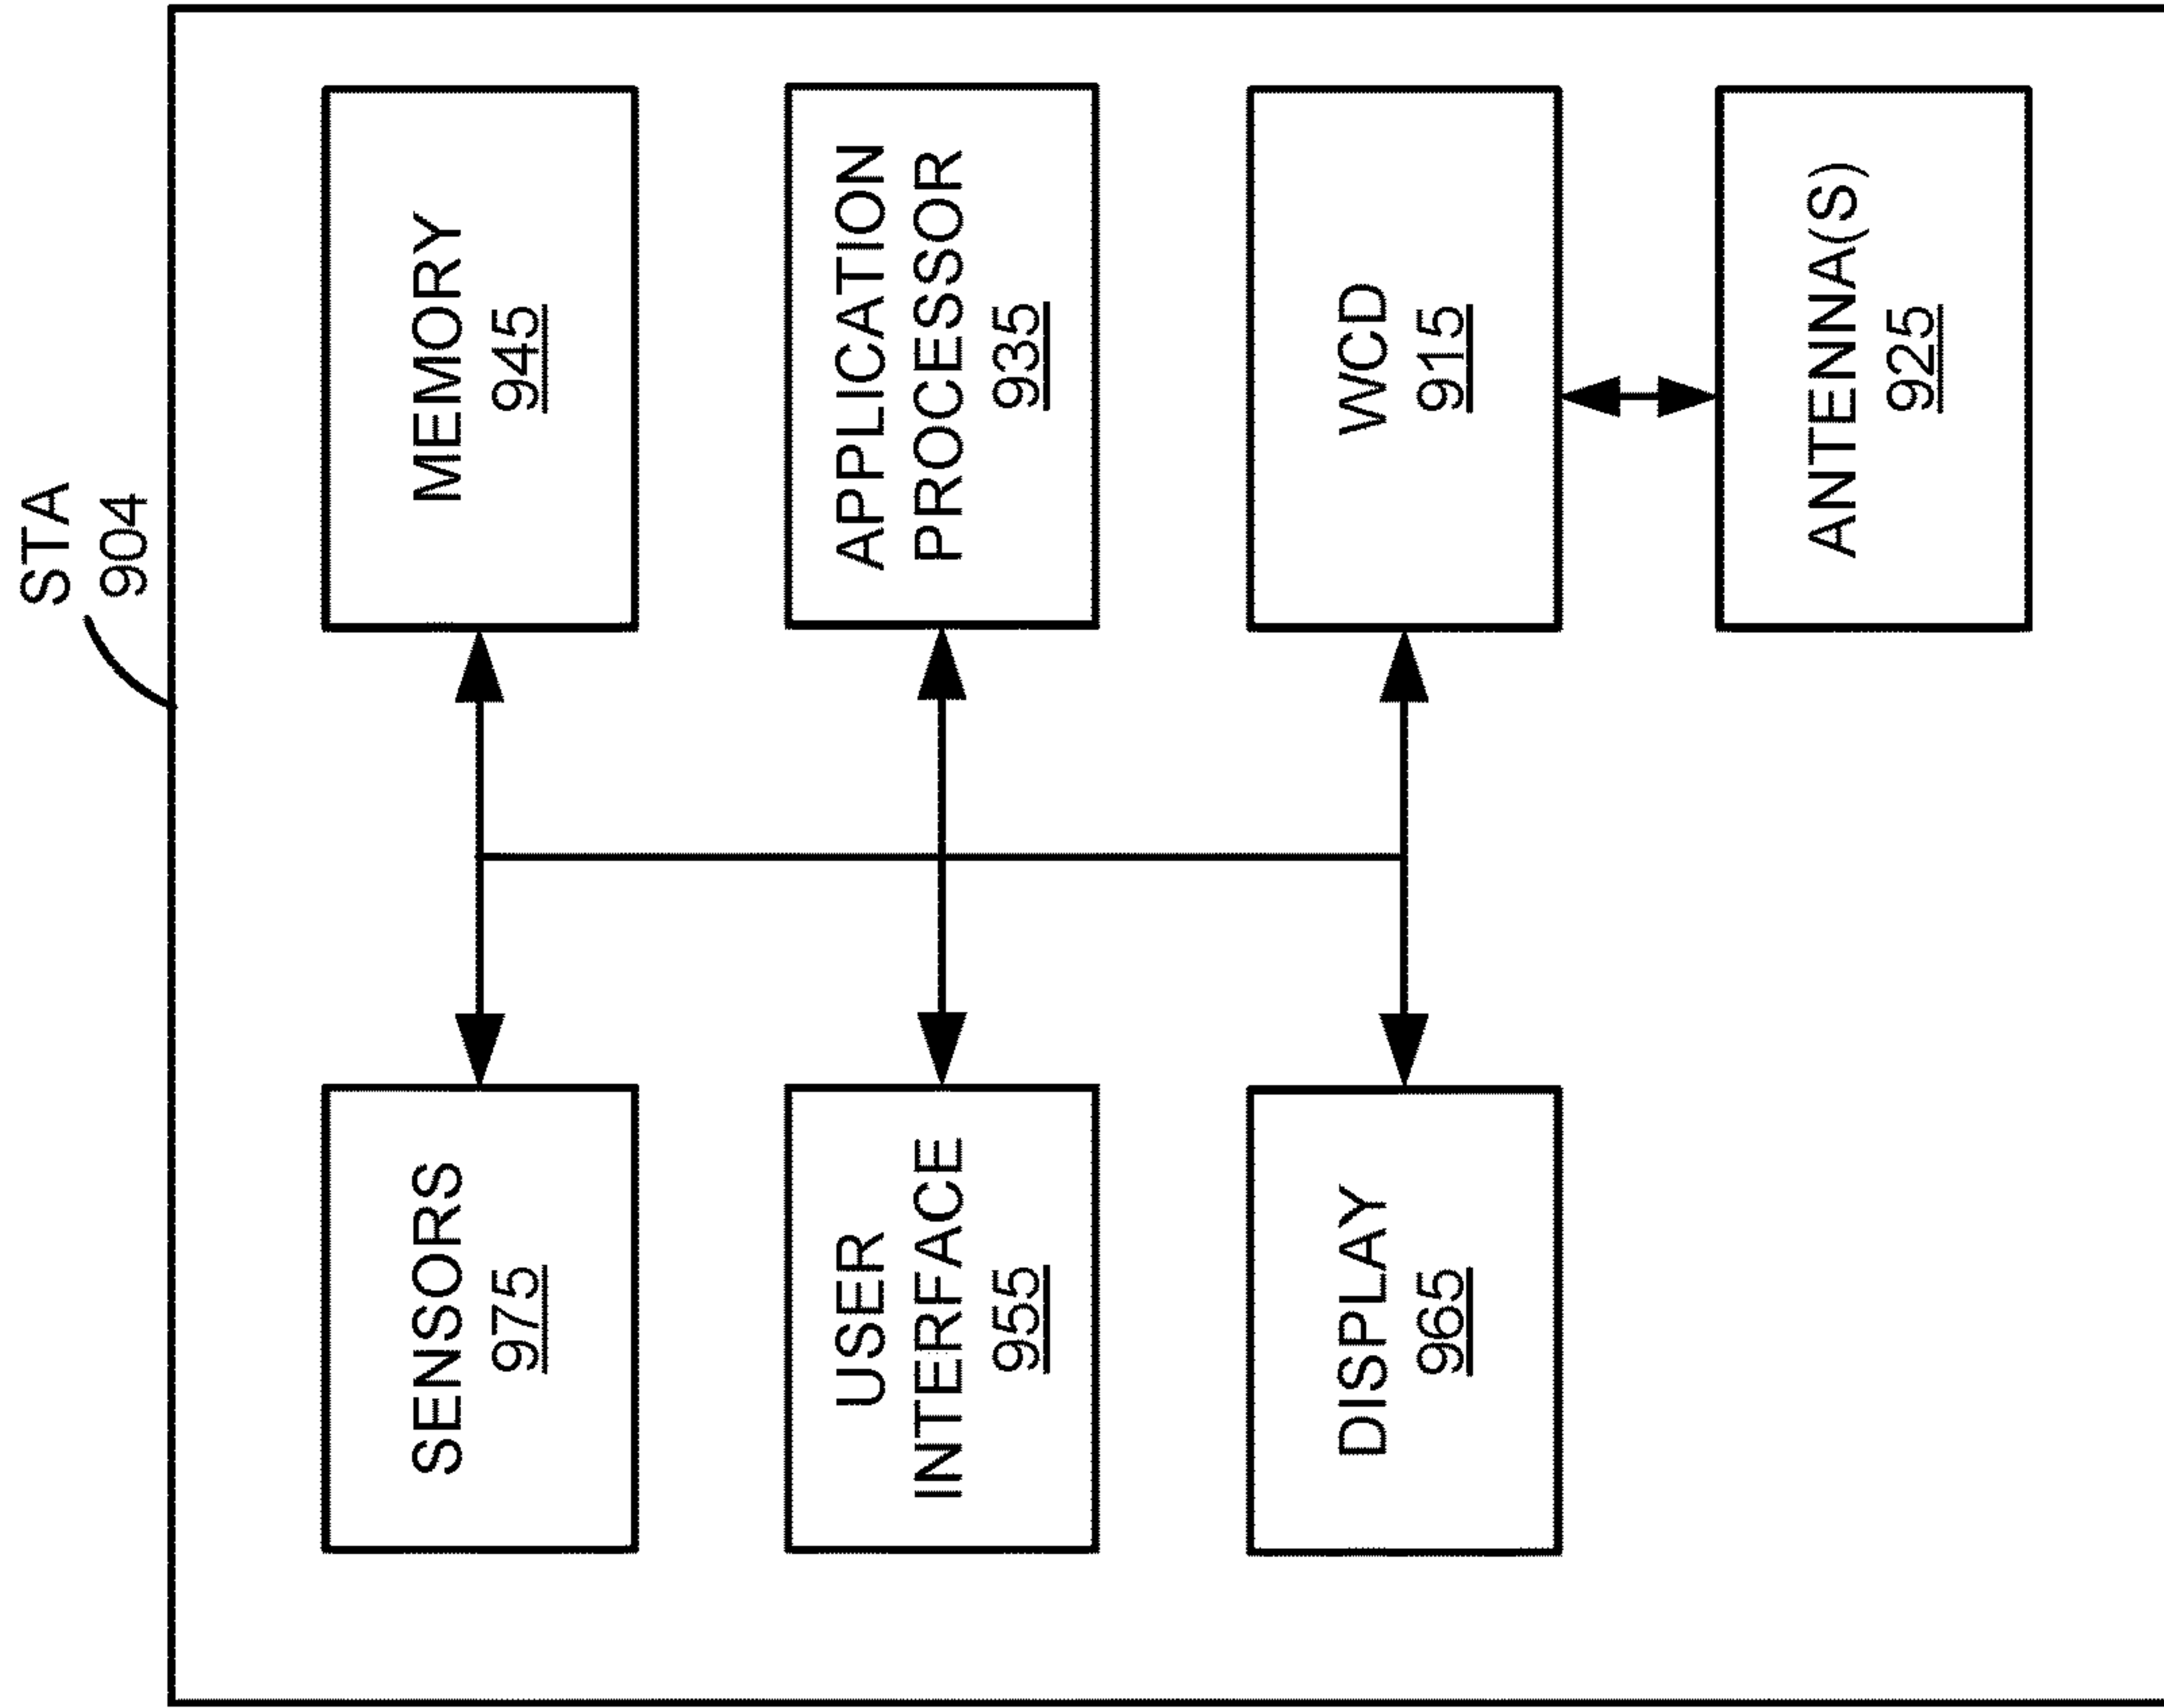 STA
904
SENSORS
975
MEMORY
945
USER
INTERFACE
955
APPLICATION
PROCESSOR
935
DISPLAY
965
WCD
915
ANTENNA(S)
925